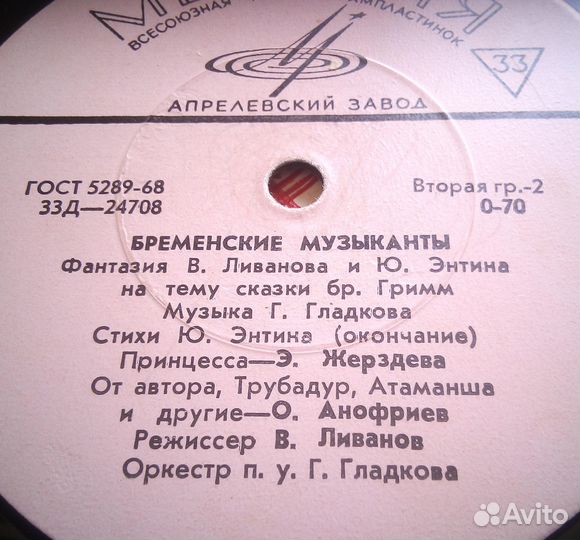 ВСЕСОЮЗНАЯ
АМПЛАСТИНОК
33
АПРЕЛЕВСКИЙ ЗАВОД
ГОСТ 5289-68
33Д—24708
Вторая гр.-2
0-70
БРЕМЕНСКИЕ МУЗЫКАНТЫ
Фантазия В. Ливанова и Ю. Энтина
на тему сказки бр. Гримм
Музыка Г. Гладкова
Стихи Ю. Энтина (окончание)
Принцесса—Э. Жерздева
От автора, Трубадур, Атаманша
и другие—О. Анофриев
Режиссер В. Ливанов
Оркестр п. у. Г. Гладкова
Avito